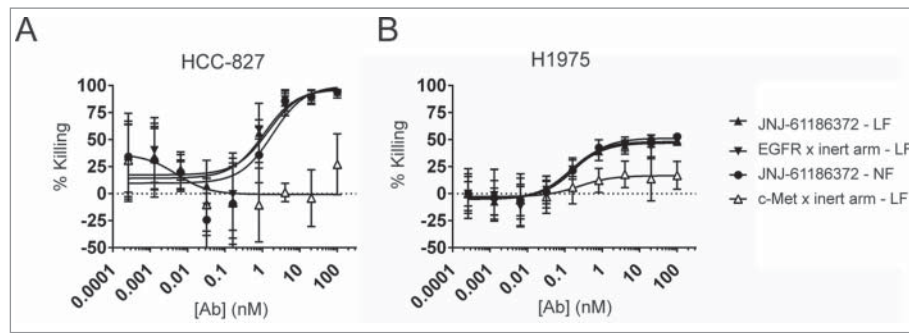 A
HCC-827
% Killing
100
75
50
25
0
-25
-50
0.0001
0.001
0.01
0.1
1
10
100
[Ab] (nM)
B
H1975
% Killing
100
75
50
25
0
-25
-50
0.0001
0.001
0.01
0.1
1
10
100
[Ab] (nM)
JNJ-61186372 - LF
EGFR x inert arm - LF
JNJ-61186372 - NF
c-Met x inert arm - LF